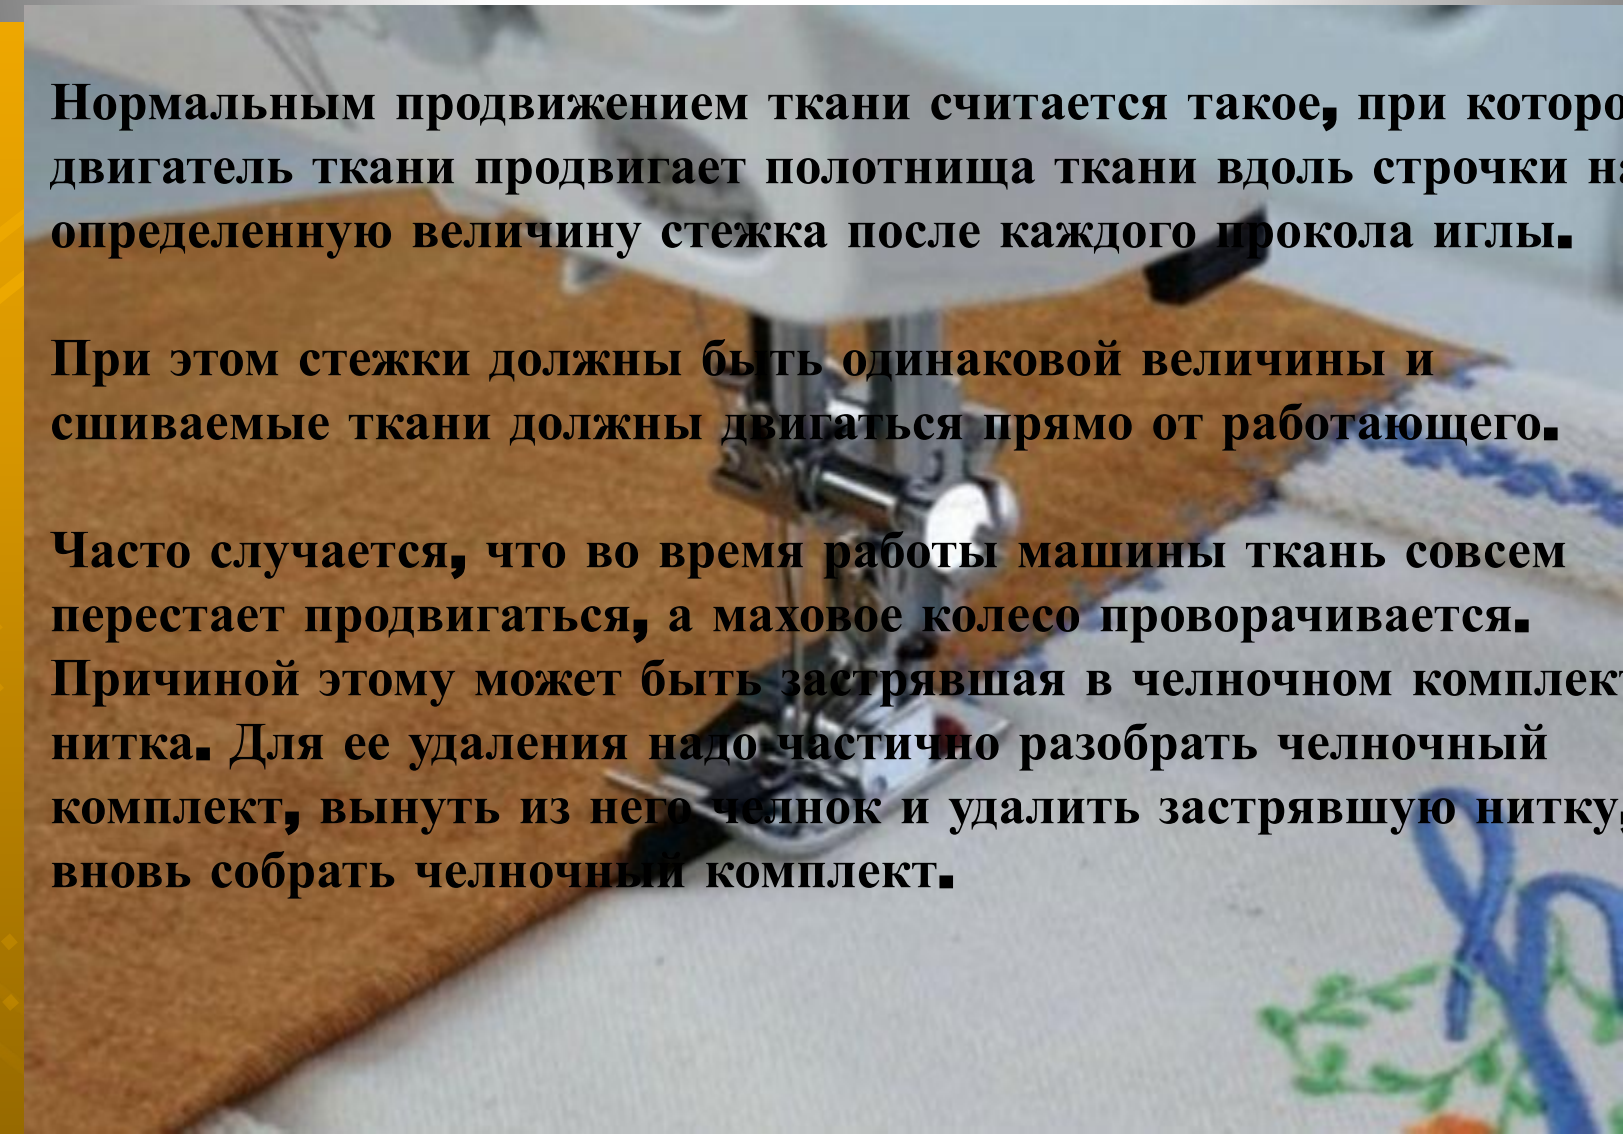 Нормальным продвижением ткани считается такое, при которо
двигатель ткани продвигает полотнища ткани вдоль строчки на
определенную величину стежка после каждого прокола иглы.
При этом стежки должны быть одинаковой величины и
сшиваемые ткани должны двигаться прямо от работающего.
Часто случается, что во время работы машины ткань совсем
перестает продвигаться, а маховое колесо проворачивается.
Причиной этому может быть застрявшая в челночном комплект
нитка. Для ее удаления надо частично разобрать челночный
комплект, вынуть из него челнок и удалить застрявшую нитку,
вновь собрать челночный комплект.